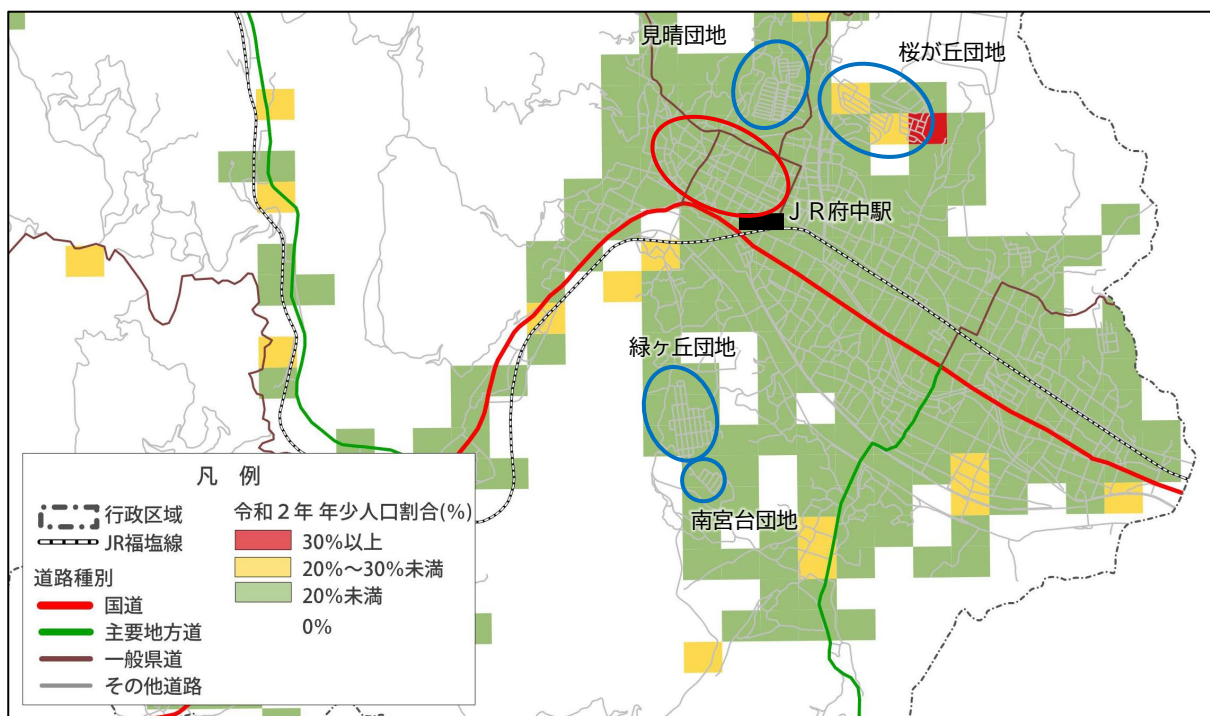 見晴団地
桜が丘団地
JR府中駅
緑ヶ丘団地
南宮台団地
凡 例
行政区域
JR福塩線
道路種別
国道
主要地方道
一般県道
その他道路
令和2年 年少人口割合(%)
30%以上
20%～30%未満
20%未満
0%